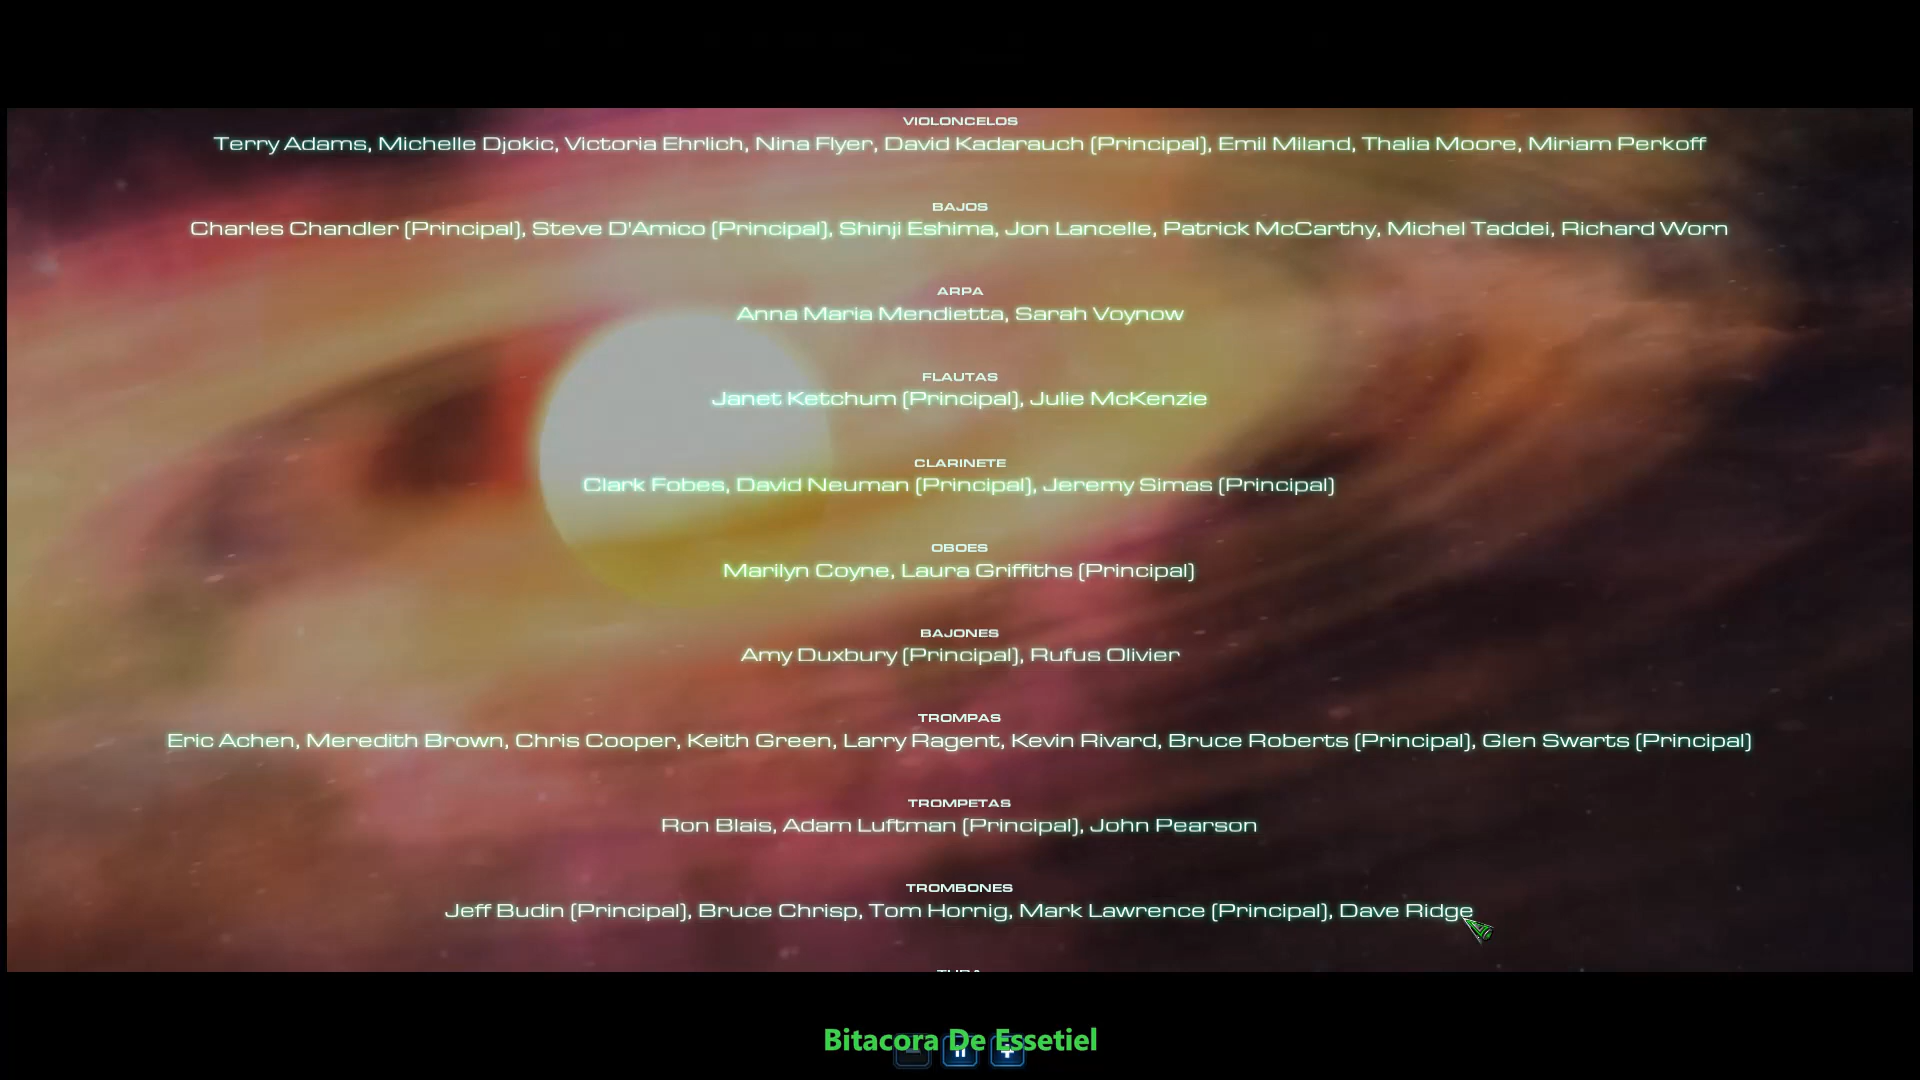 VIOLONCELOS
Terry Adams, Michelle Djokic, Victoria Ehrlich, Nina Flyer, David Kadarauch (Principal), Emil Miland, Thalia Moore, Miriam Perkoff
BAJOS
Charles Chandler (Principal), Steve D'Amico (Principal), Shinji Eshima, Jon Lancelle, Patrick McCarthy, Michel Taddei, Richard Worn
ARPA
Anna Maria Mendietta, Sarah Voynow
FLAUTAS
Janet Ketchum (Principal), Julie McKenzie
CLARINETE
Clark Fobes, David Neuman (Principal), Jeremy Simas (Principal)
OBOES
Marilyn Coyne, Laura Griffiths (Principal)
BAJONES
Amy Duxbury (Principal), Rufus Olivier
TROMPAS
Eric Achen, Meredith Brown, Chris Cooper, Keith Green, Larry Ragent, Kevin Rivard, Bruce Roberts (Principal), Glen Swarts (Principal)
TROMPETAS
Ron Blais, Adam Luftman (Principal), John Pearson
TROMBONES
Jeff Budin (Principal), Bruce Chrisp, Tom Hornig, Mark Lawrence (Principal), Dave Ridge
Bitacora De Essetiel